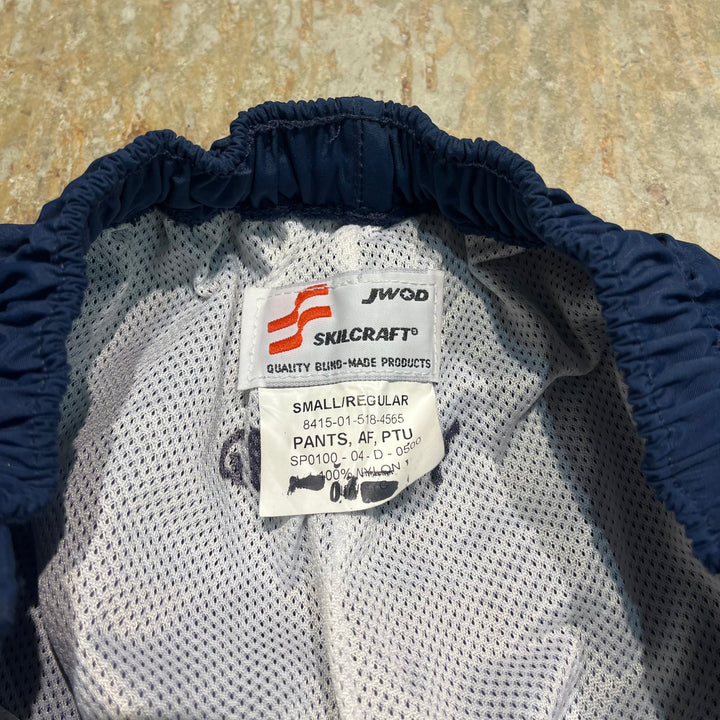 JWOD
SKILCRAFT®
QUALITY BLIND-MADE PRODUCTS
SMALL/REGULAR
8415-01-518-4565
PANTS, AF, PTU
SP0100-04-D-0500
100% NYLON